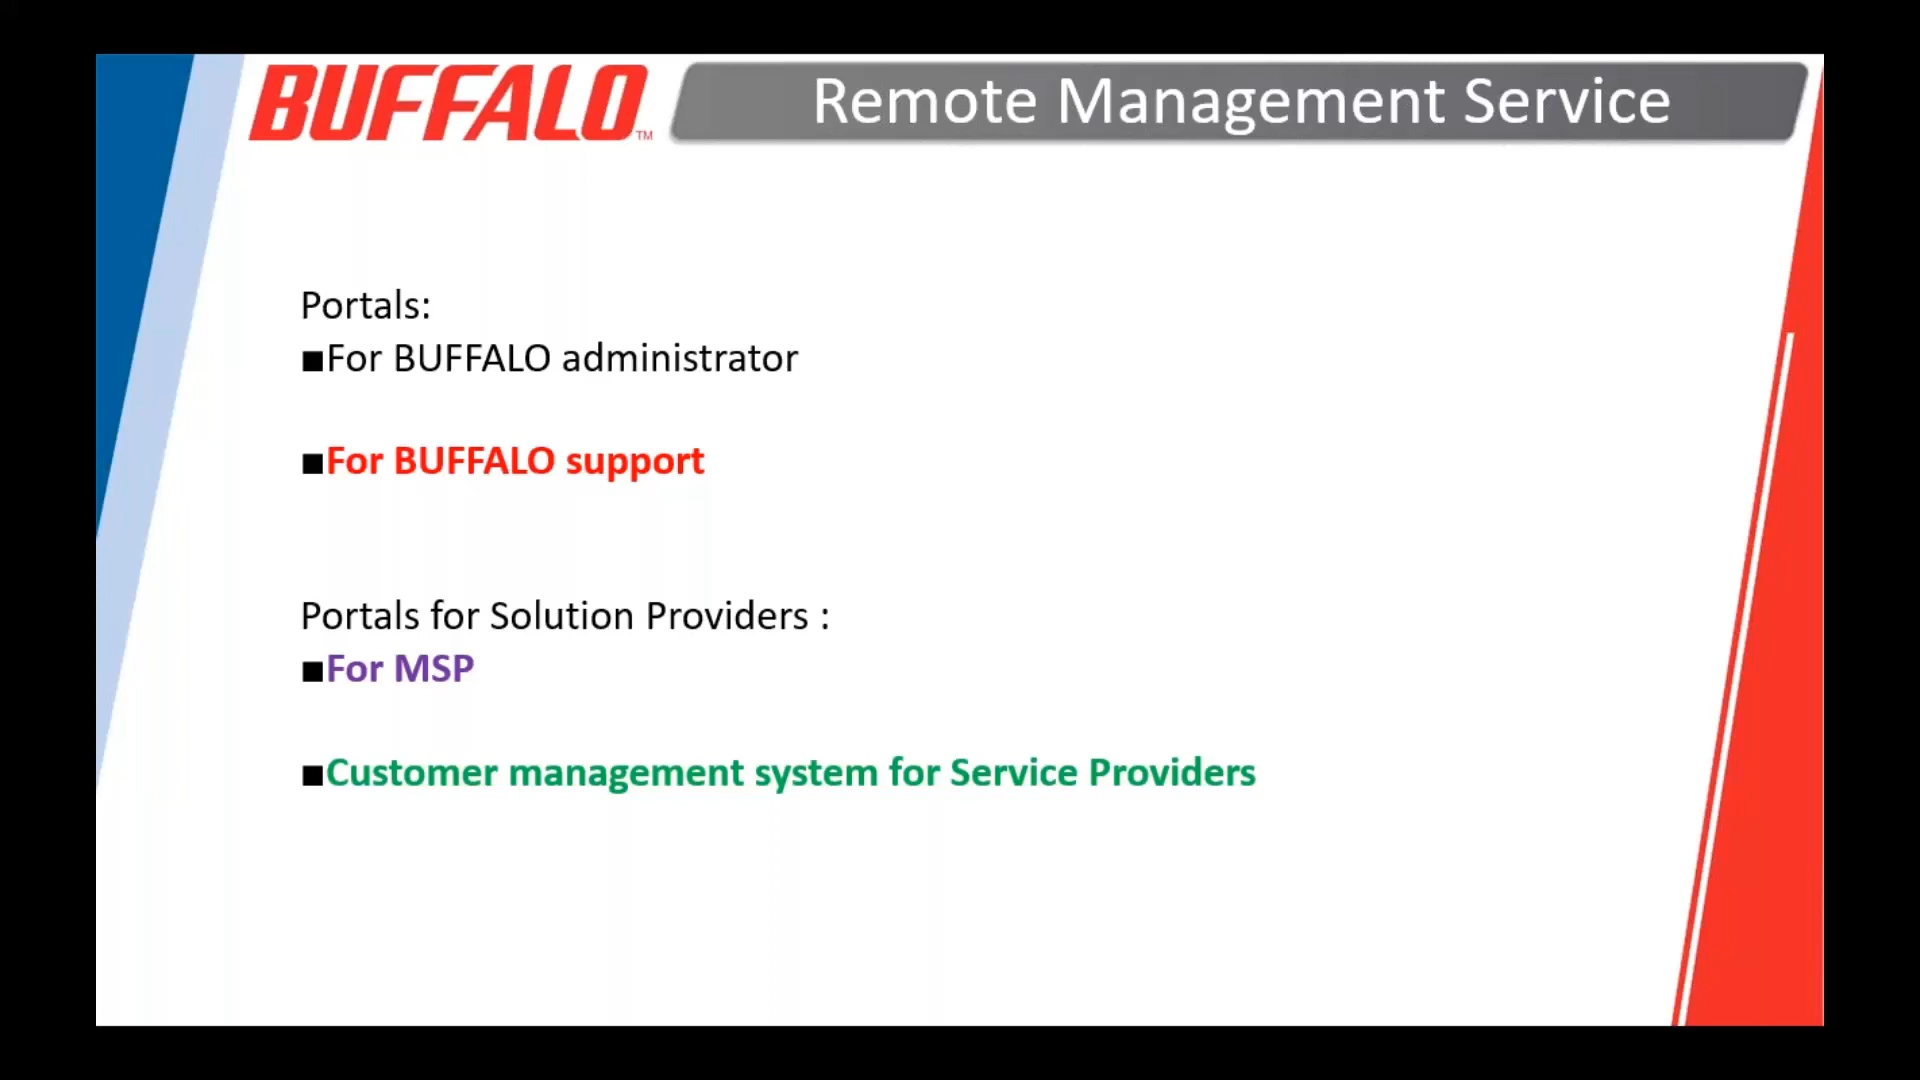 BUFFALO™
Remote Management Service
Portals:
■For BUFFALO administrator
■For BUFFALO support
Portals for Solution Providers :
■For MSP
■Customer management system for Service Providers